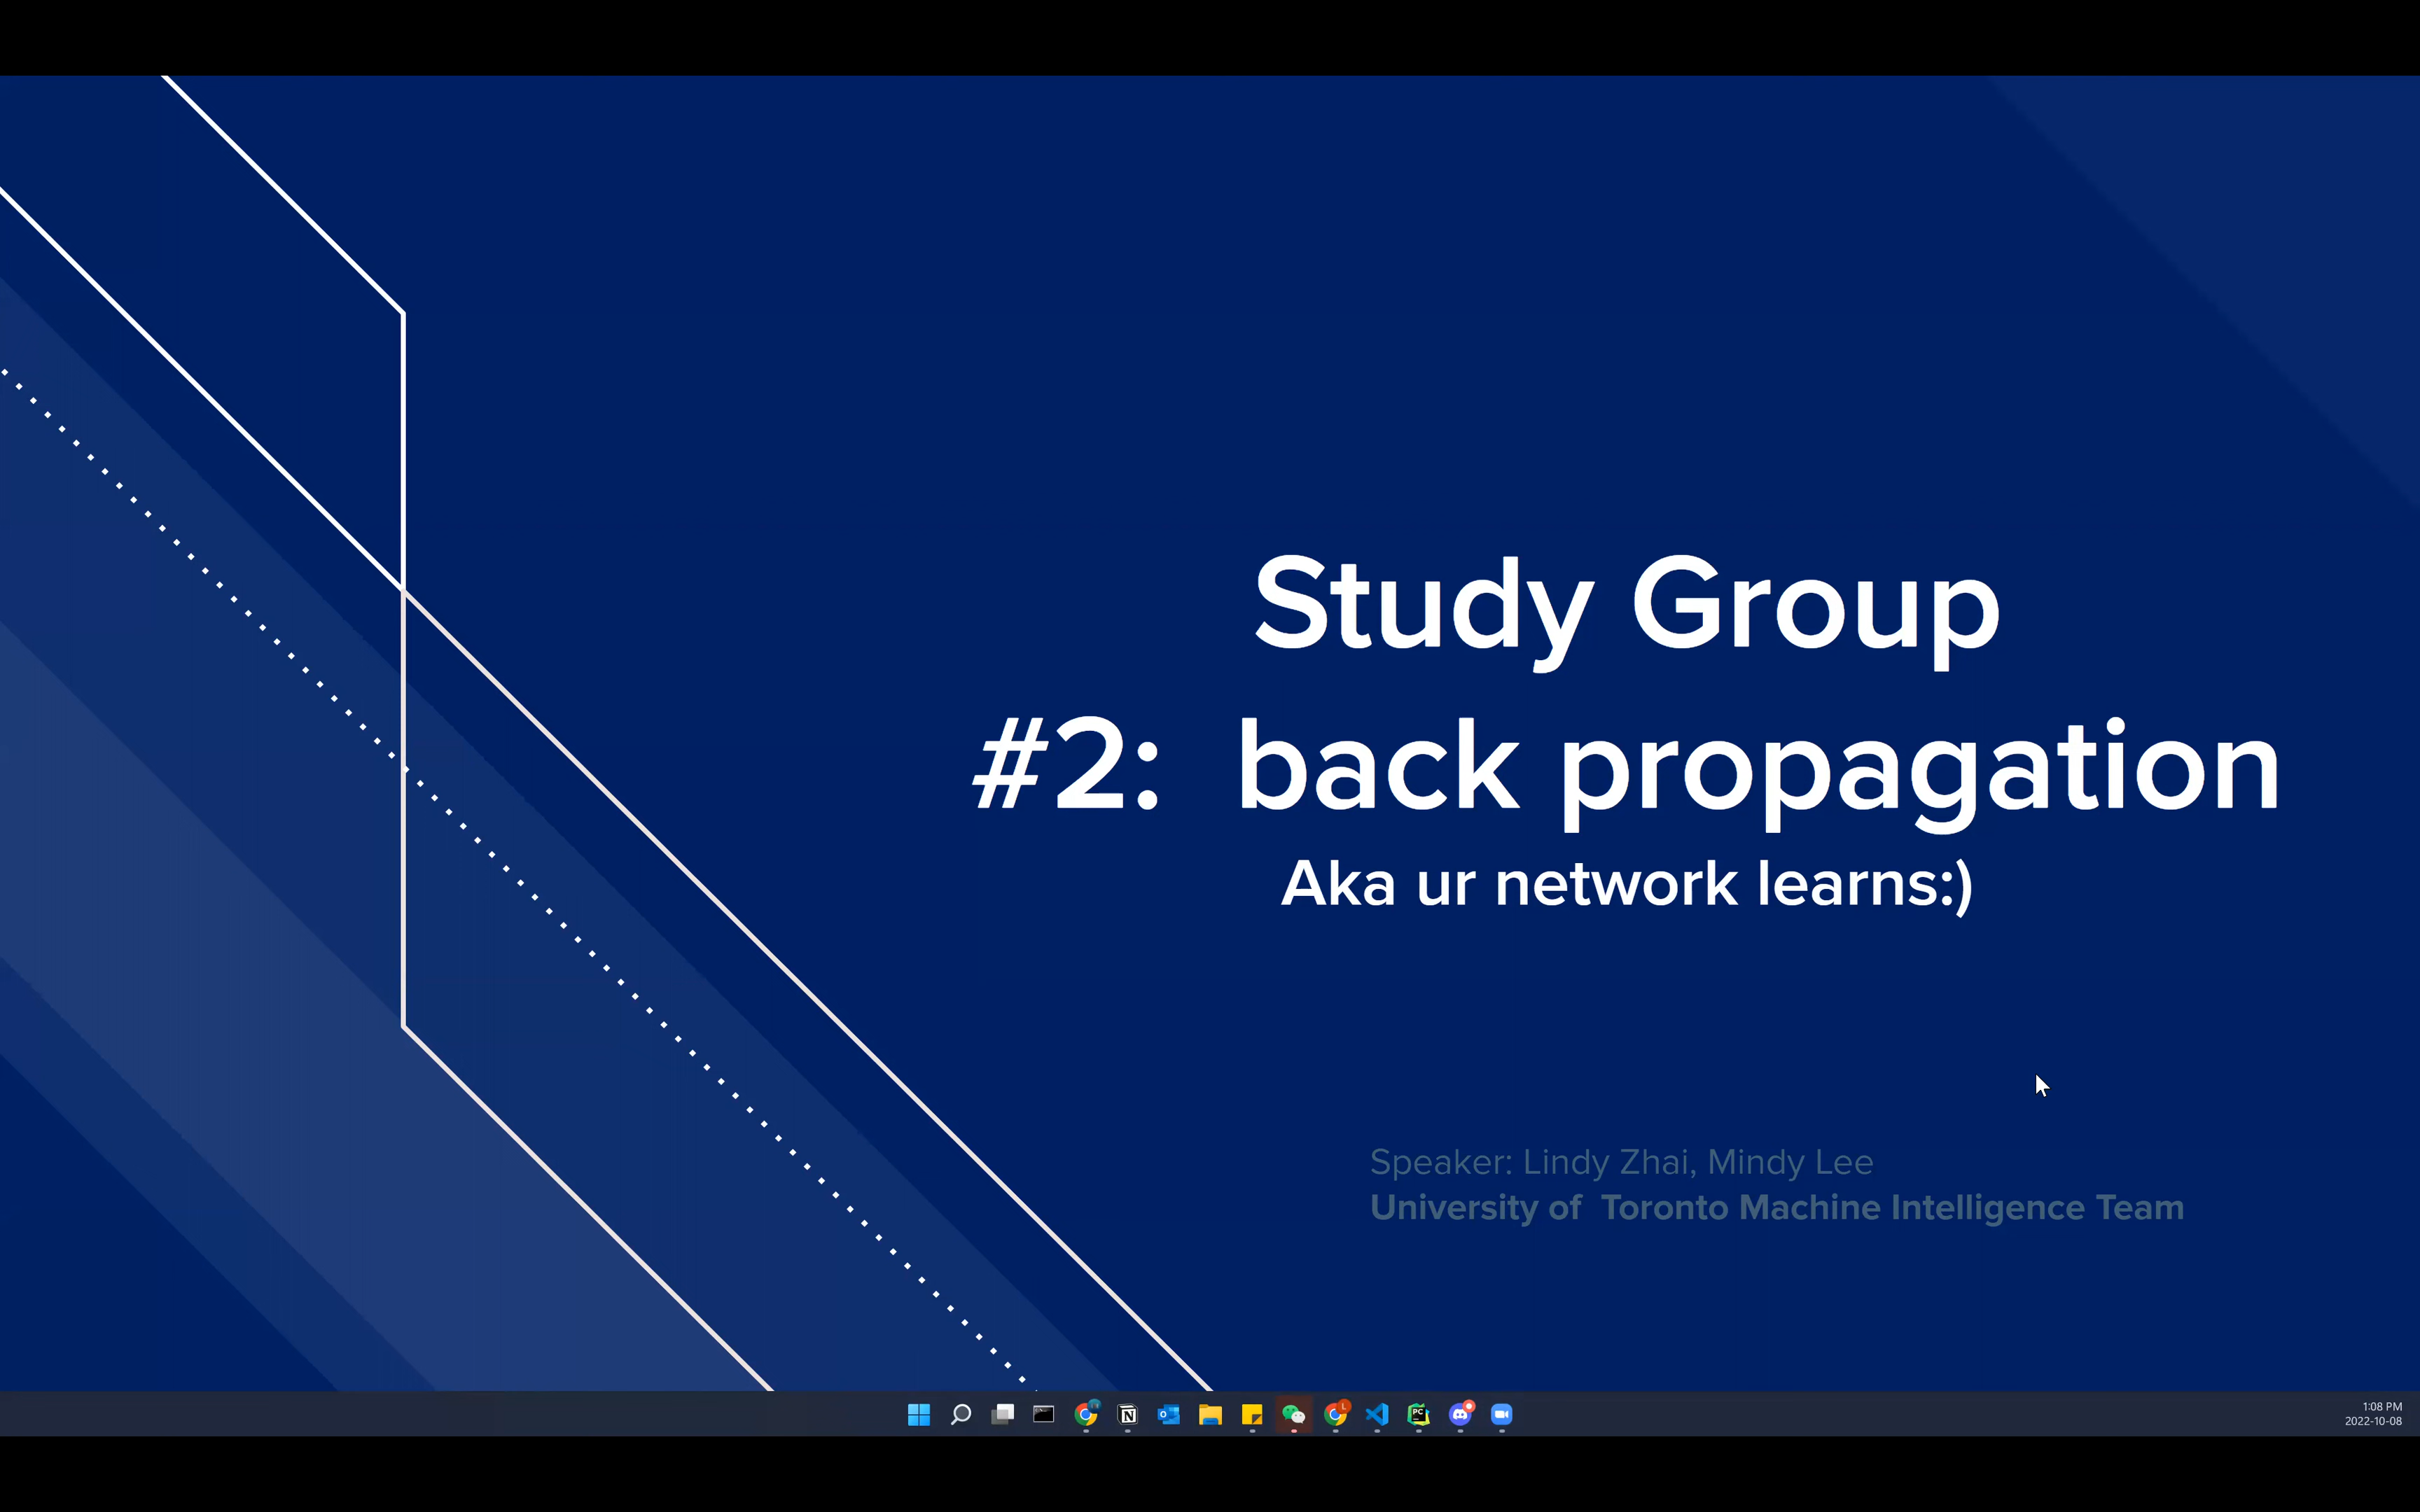 Study Group
#2: back propagation
Aka ur network learns:)
Speaker: Lindy Zhai, Mindy Lee
University of Toronto Machine Intelligence Team
1:08 PM
2022-10-08